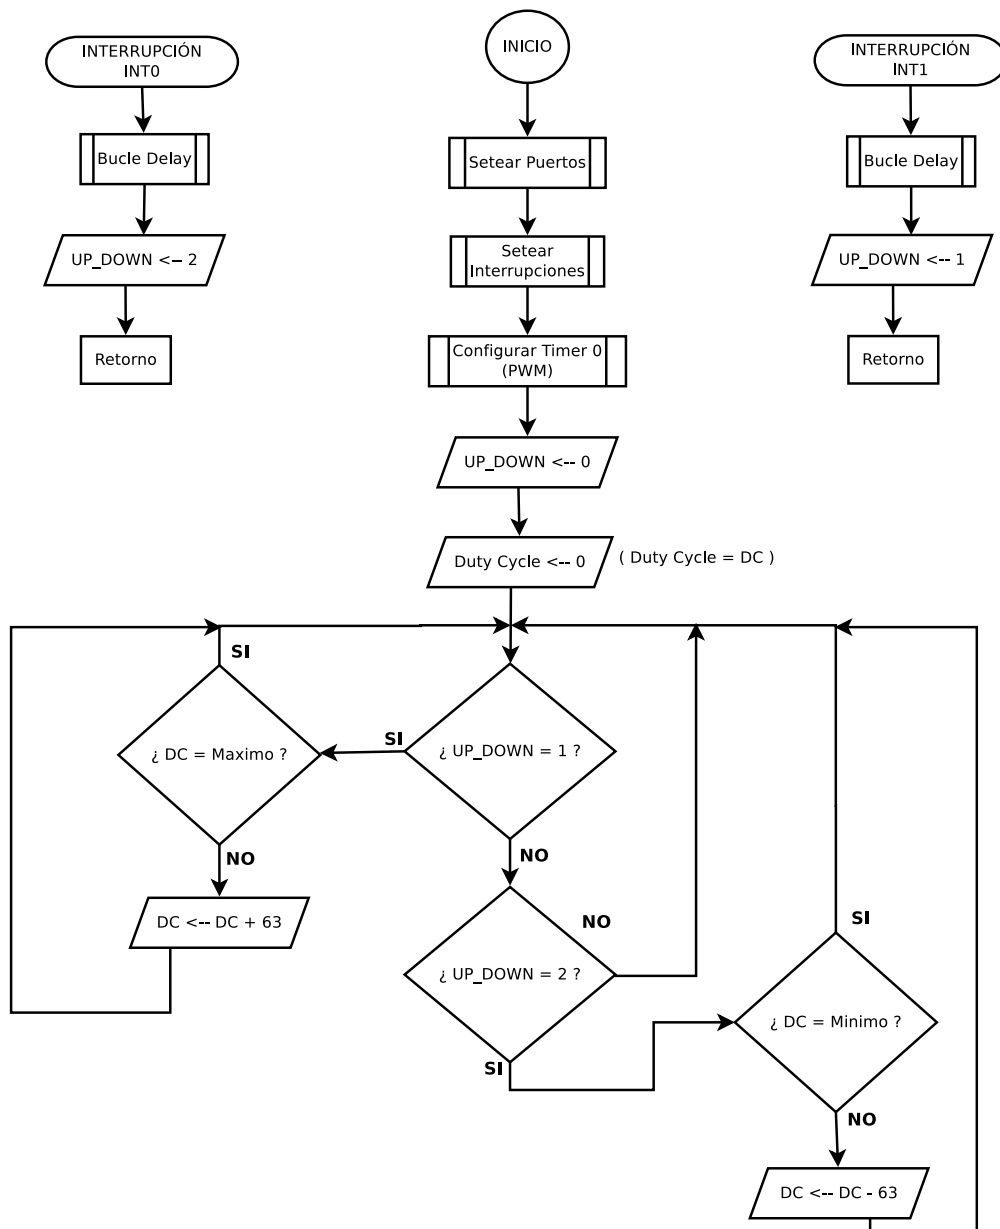 INTERRUPCIÓN
INT0
Bucle Delay
UP_DOWN <-- 2
Retorno
INICIO
Setear Puertos
Setear
Interrupciones
Configurar Timer 0
(PWM)
UP_DOWN <-- 0
Duty Cycle <-- 0
( Duty Cycle = DC )
INTERRUPCIÓN
INT1
Bucle Delay
UP_DOWN <-- 1
Retorno
SI
¿ DC = Maximo ?
SI
¿ UP_DOWN = 1 ?
NO
NO
DC <-- DC + 63
NO
¿ UP_DOWN = 2 ?
SI
SI
¿ DC = Minimo ?
NO
DC <-- DC - 63